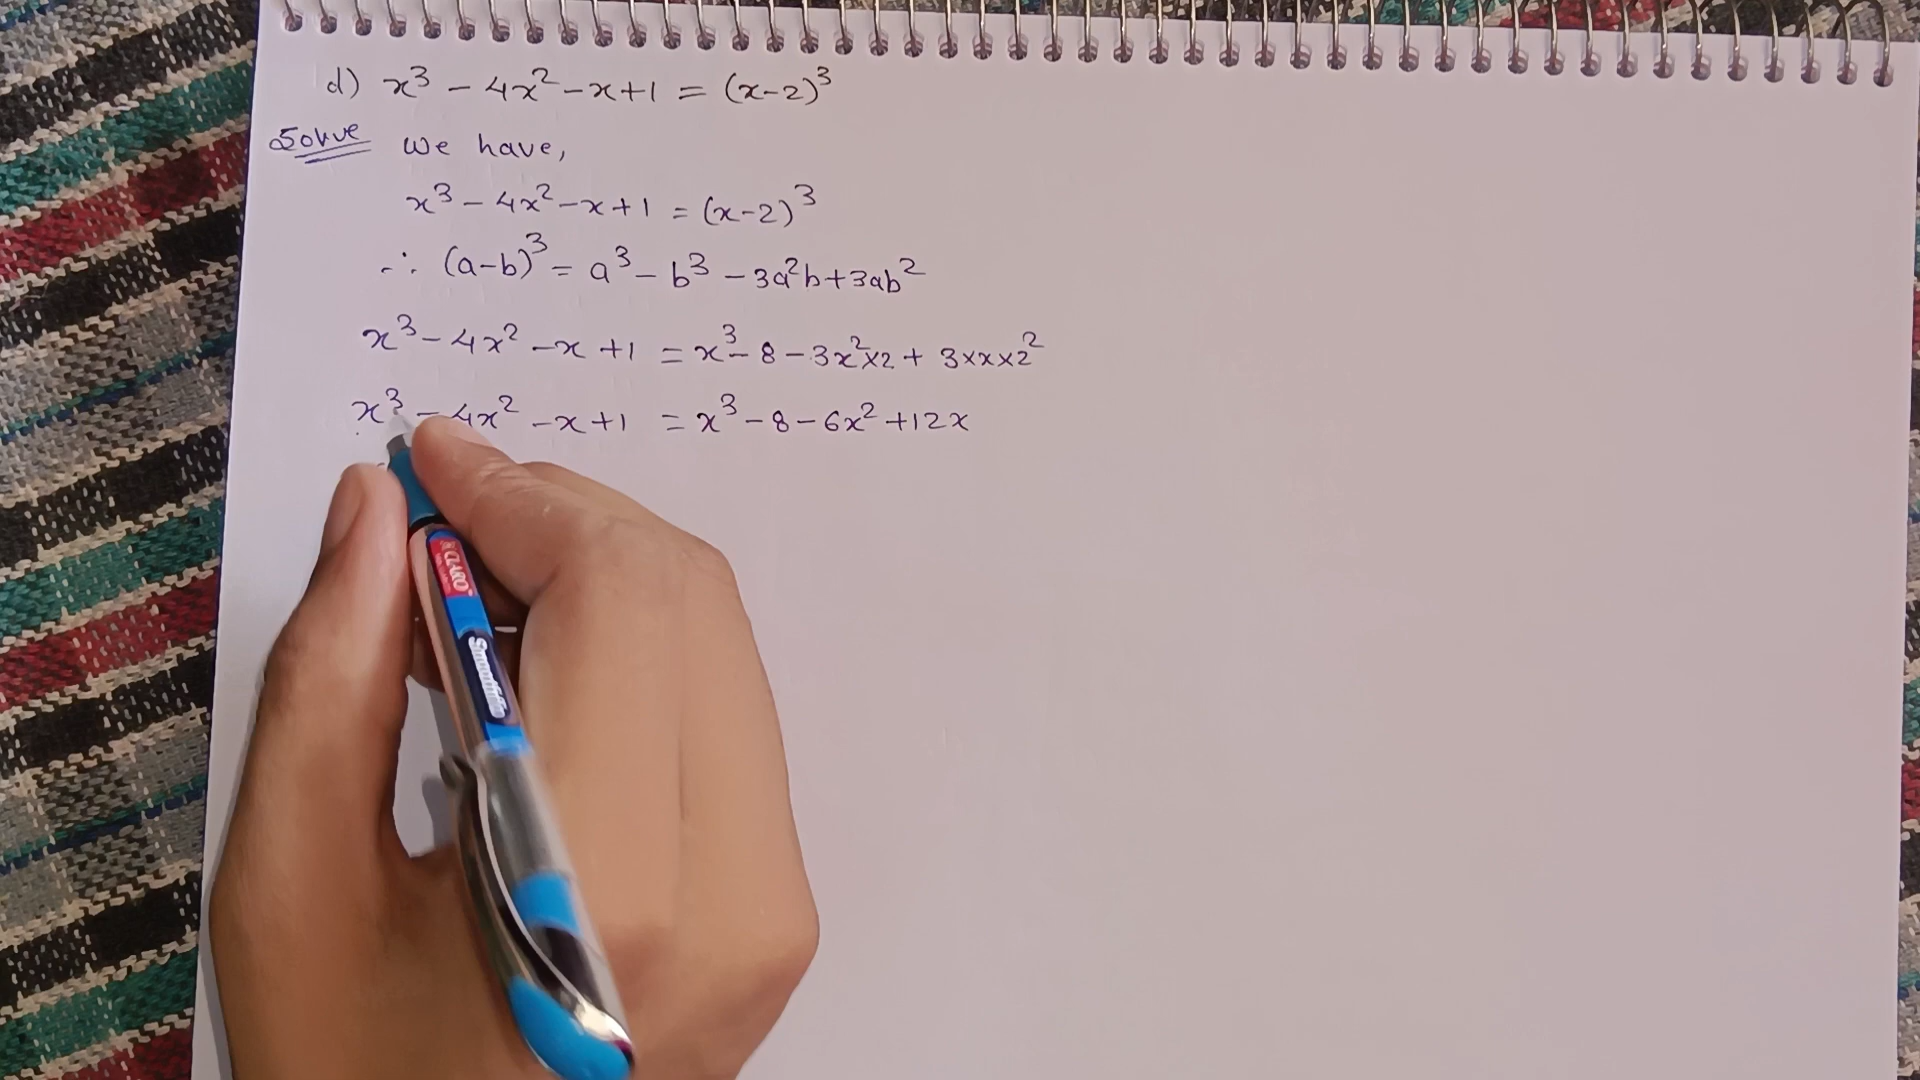 d) x³ - 4x² - x + 1 = (x-2)³
Solve We have,
x³ - 4x² - x + 1 = (x-2)³
∴ (a-b)³ = a³ - b³ - 3a²b + 3ab²
x³ - 4x² - x + 1 = x³ - 8 - 3x²×2 + 3×x×2²
x³ - 4x² - x + 1 = x³ - 8 - 6x² + 12x
CLARO